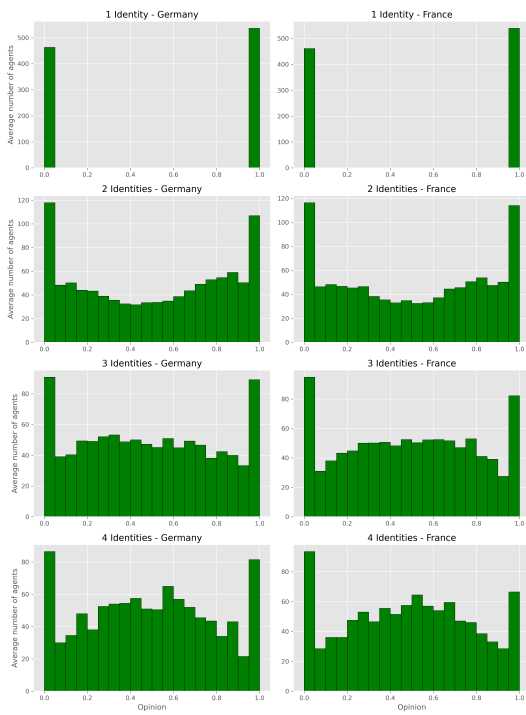 1 Identity - Germany
1 Identity - France
Average number of agents
500
400
300
200
100
0
0.0 0.2 0.4 0.6 0.8 1.0
500
400
300
200
100
0
0.0 0.2 0.4 0.6 0.8 1.0
2 Identities - Germany
2 Identities - France
Average number of agents
120
100
80
60
40
20
0
0.0 0.2 0.4 0.6 0.8 1.0
120
100
80
60
40
20
0
0.0 0.2 0.4 0.6 0.8 1.0
3 Identities - Germany
3 Identities - France
Average number of agents
80
60
40
20
0
0.0 0.2 0.4 0.6 0.8 1.0
80
60
40
20
0
0.0 0.2 0.4 0.6 0.8 1.0
4 Identities - Germany
4 Identities - France
Average number of agents
80
60
40
20
0
0.0 0.2 0.4 0.6 0.8 1.0
Opinion
80
60
40
20
0
0.0 0.2 0.4 0.6 0.8 1.0
Opinion